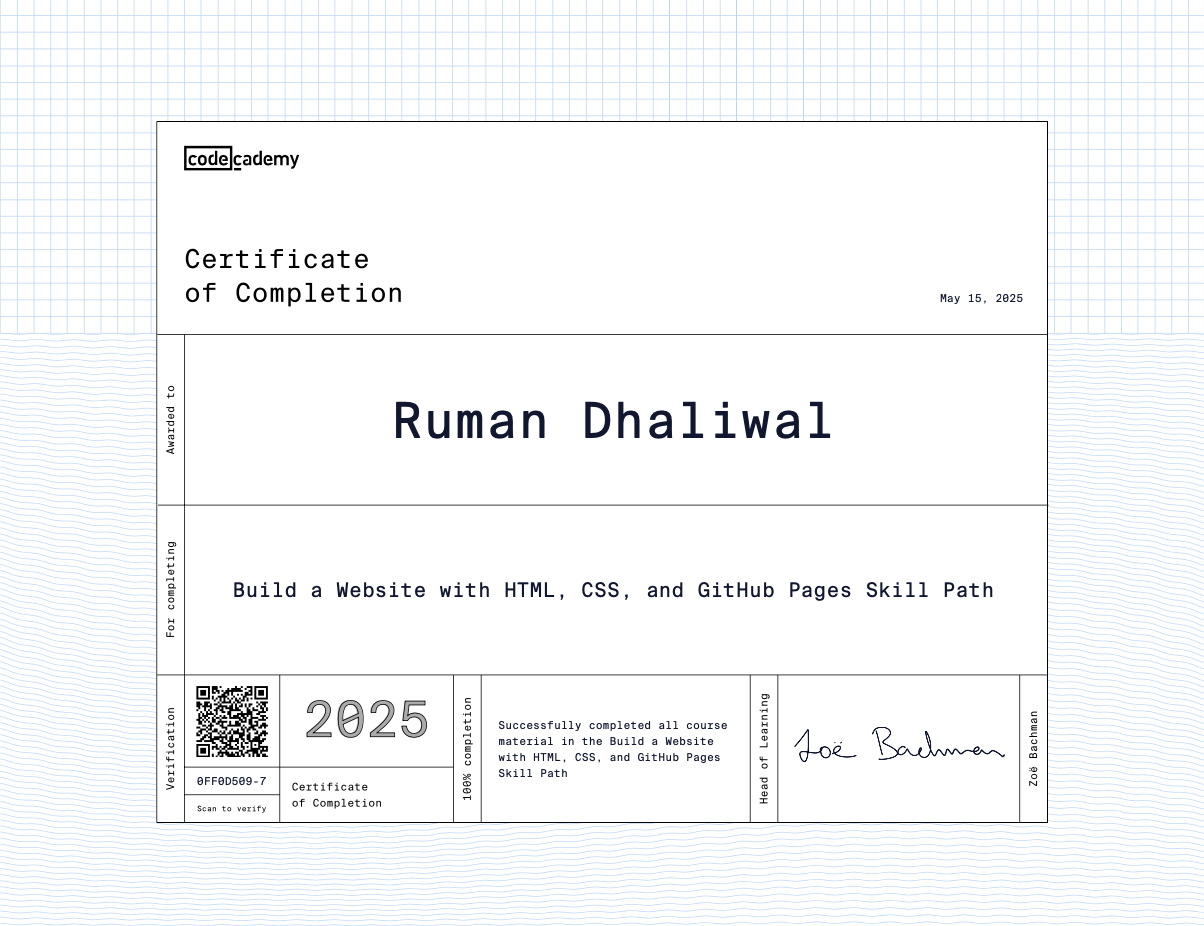 codecademy
Certificate
of Completion
May 15, 2025
Awarded to
Ruman Dhaliwal
For completing
Build a Website with HTML, CSS, and GitHub Pages Skill Path
Verification
0FF0D509-7
Scan to verify
2025
Certificate
of Completion
100% completion
Successfully completed all course
material in the Build a Website
with HTML, CSS, and GitHub Pages
Skill Path
Head of Learning
Zoë Bachman
Zoë Bachman